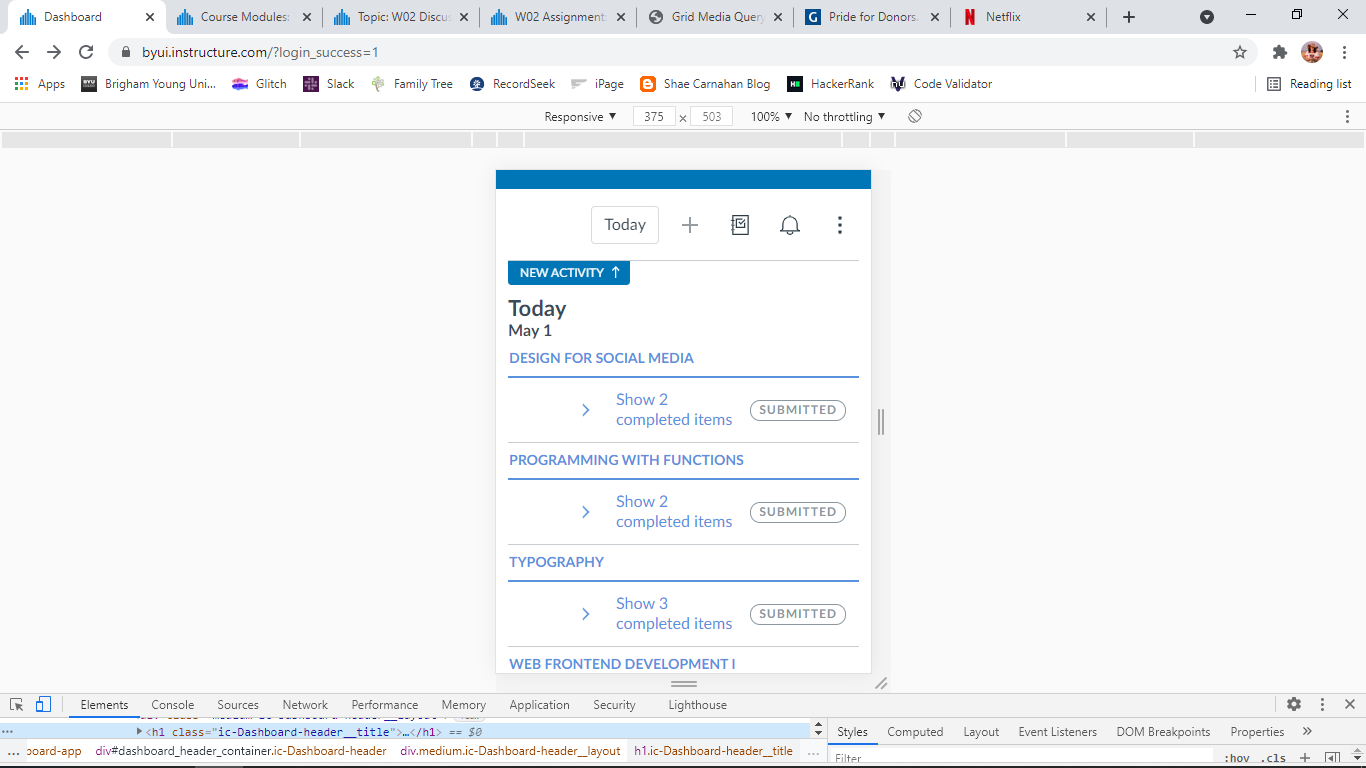 Dashboard
Course Modules:
Topic: W02 Discu
W02 Assignment:
Grid Media Query
Pride for Donors.
Netflix
byui.instructure.com/?login_success=1
Apps
Brigham Young Uni...
Glitch
Slack
Family Tree
RecordSeek
iPage
Shae Carnahan Blog
HackerRank
Code Validator
Reading list
Responsive
375 × 503
100%
No throttling
Today
NEW ACTIVITY ↑
Today
May 1
DESIGN FOR SOCIAL MEDIA
Show 2
completed items
SUBMITTED
PROGRAMMING WITH FUNCTIONS
Show 2
completed items
SUBMITTED
TYPOGRAPHY
Show 3
completed items
SUBMITTED
WEB FRONTEND DEVELOPMENT I
Elements
Console
Sources
Network
Performance
Memory
Application
Security
Lighthouse
<h1 class="ic-Dashboard-header__title">…</h1> == $0
... board-app div#dashboard_header_container.ic-Dashboard-header div.medium.ic-Dashboard-header__layout h1.ic-Dashboard-header__title ...
Styles
Computed
Layout
Event Listeners
DOM Breakpoints
Properties
Filter
:hov .cls